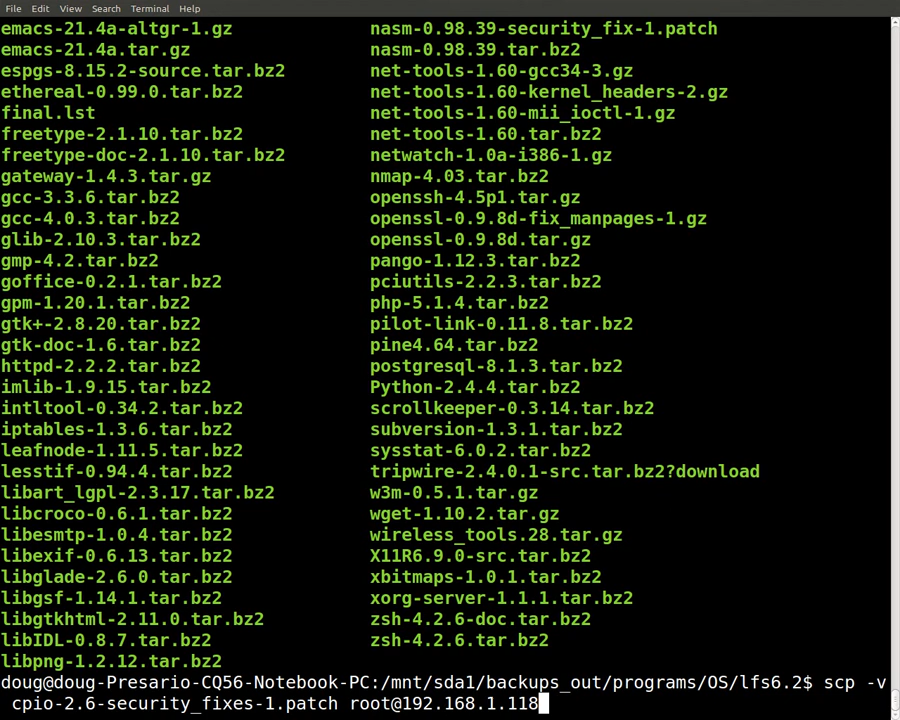 File Edit View Search Terminal Help
emacs-21.4a-altgr-1.gz nasm-0.98.39-security_fix-1.patch
emacs-21.4a.tar.gz nasm-0.98.39.tar.bz2
espgs-8.15.2-source.tar.bz2 net-tools-1.60-gcc34-3.gz
ethereal-0.99.0.tar.bz2 net-tools-1.60-kernel_headers-2.gz
final.lst net-tools-1.60-mii_ioctl-1.gz
freetype-2.1.10.tar.bz2 net-tools-1.60.tar.bz2
freetype-doc-2.1.10.tar.bz2 netwatch-1.0a-i386-1.gz
gateway-1.4.3.tar.gz nmap-4.03.tar.bz2
gcc-3.3.6.tar.bz2 openssh-4.5p1.tar.gz
gcc-4.0.3.tar.bz2 openssl-0.9.8d-fix_manpages-1.gz
glib-2.10.3.tar.bz2 openssl-0.9.8d.tar.gz
gmp-4.2.tar.bz2 pango-1.12.3.tar.bz2
goffice-0.2.1.tar.bz2 pciutils-2.2.3.tar.bz2
gpm-1.20.1.tar.bz2 php-5.1.4.tar.bz2
gtk+-2.8.20.tar.bz2 pilot-link-0.11.8.tar.bz2
gtk-doc-1.6.tar.bz2 pine4.64.tar.bz2
httpd-2.2.2.tar.bz2 postgresql-8.1.3.tar.bz2
imlib-1.9.15.tar.bz2 Python-2.4.4.tar.bz2
intltool-0.34.2.tar.bz2 scrollkeeper-0.3.14.tar.bz2
iptables-1.3.6.tar.bz2 subversion-1.3.1.tar.bz2
leafnode-1.11.5.tar.bz2 sysstat-6.0.2.tar.bz2
lesstif-0.94.4.tar.bz2 tripwire-2.4.0.1-src.tar.bz2?download
libart_lgpl-2.3.17.tar.bz2 w3m-0.5.1.tar.gz
libcroco-0.6.1.tar.bz2 wget-1.10.2.tar.gz
libesmtp-1.0.4.tar.bz2 wireless_tools.28.tar.gz
libexif-0.6.13.tar.bz2 X11R6.9.0-src.tar.bz2
libglade-2.6.0.tar.bz2 xbitmaps-1.0.1.tar.bz2
libgsf-1.14.1.tar.bz2 xorg-server-1.1.1.tar.bz2
libgtkhtml-2.11.0.tar.bz2 zsh-4.2.6-doc.tar.bz2
libIDL-0.8.7.tar.bz2 zsh-4.2.6.tar.bz2
libpng-1.2.12.tar.bz2
doug@doug-Presario-CQ56-Notebook-PC:/mnt/sda1/backups_out/programs/OS/lfs6.2$ scp -v
cpio-2.6-security_fixes-1.patch root@192.168.1.118